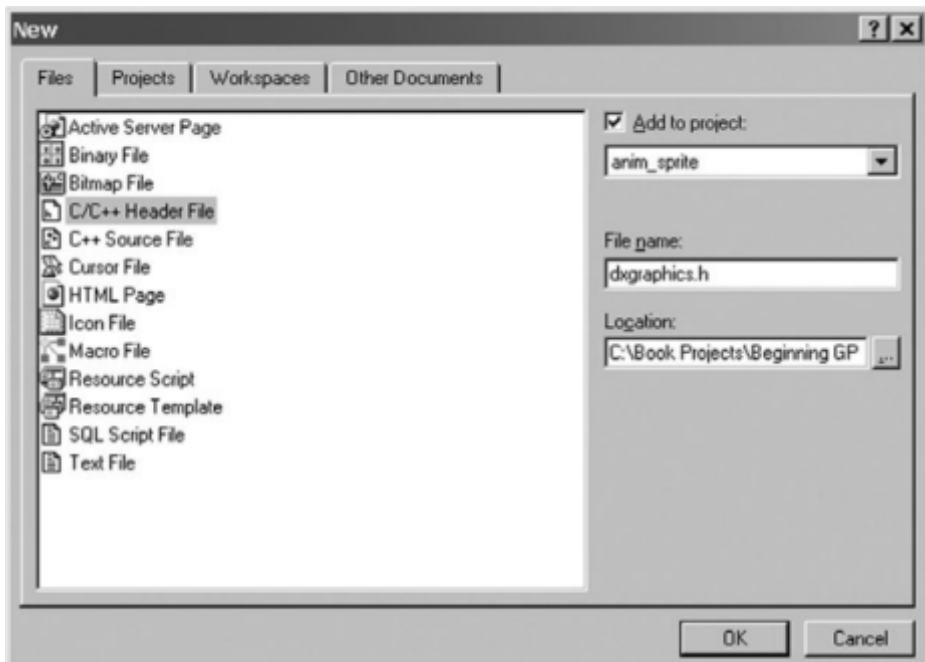 New
Files
Projects
Workspaces
Other Documents
Active Server Page
Binary File
Bitmap File
C/C++ Header File
C++ Source File
Cursor File
HTML Page
Icon File
Macro File
Resource Script
Resource Template
SQL Script File
Text File
Add to project:
anim_sprite
File name:
dxgraphics.h
Location:
C:\Book Projects\Beginning GP
...
OK
Cancel